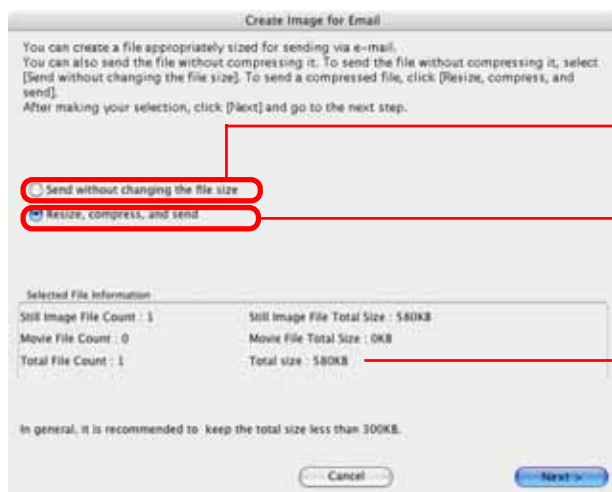 Create Image for Email
You can create a file appropriately sized for sending via e-mail.
You can also send the file without compressing it. To send the file without compressing it, select
[Send without changing the file size]. To send a compressed file, click [Resize, compress, and
send].
After making your selection, click [Next] and go to the next step.
Send without changing the file size
Resize, compress, and send
Selected File Information
Still Image File Count : 1 Still Image File Total Size : 580KB
Movie File Count : 0 Movie File Total Size : 0KB
Total File Count : 1 Total size : 580KB
In general, it is recommended to keep the total size less than 300KB.
Cancel Next >